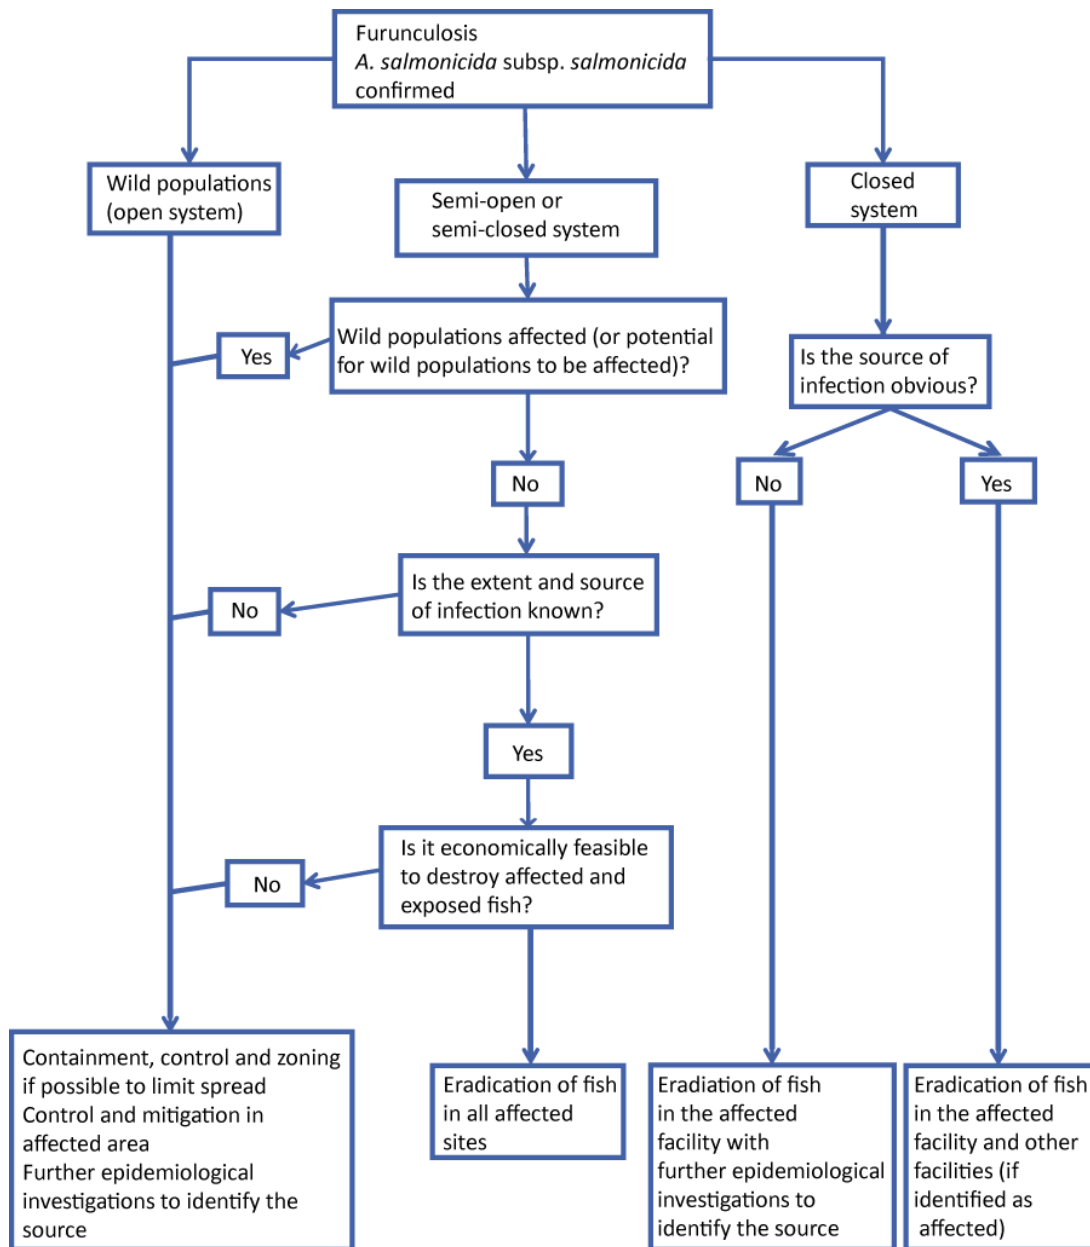 Furunculosis
A. salmonicida subsp. salmonicida
confirmed
Wild populations
(open system)
Semi-open or
semi-closed system
Closed
system
Wild populations affected (or potential
for wild populations to be affected)?
Yes
Is the source of
infection obvious?
No
No
Yes
Is the extent and source
of infection known?
No
Yes
Is it economically feasible
to destroy affected and
exposed fish?
No
Containment, control and zoning
if possible to limit spread
Control and mitigation in
affected area
Further epidemiological
investigations to identify the
source
Eradication of fish
in all affected
sites
Eradiation of fish
in the affected
facility with
further epidemiological
investigations to
identify the source
Eradication of fish
in the affected
facility and other
facilities (if
identified as
affected)